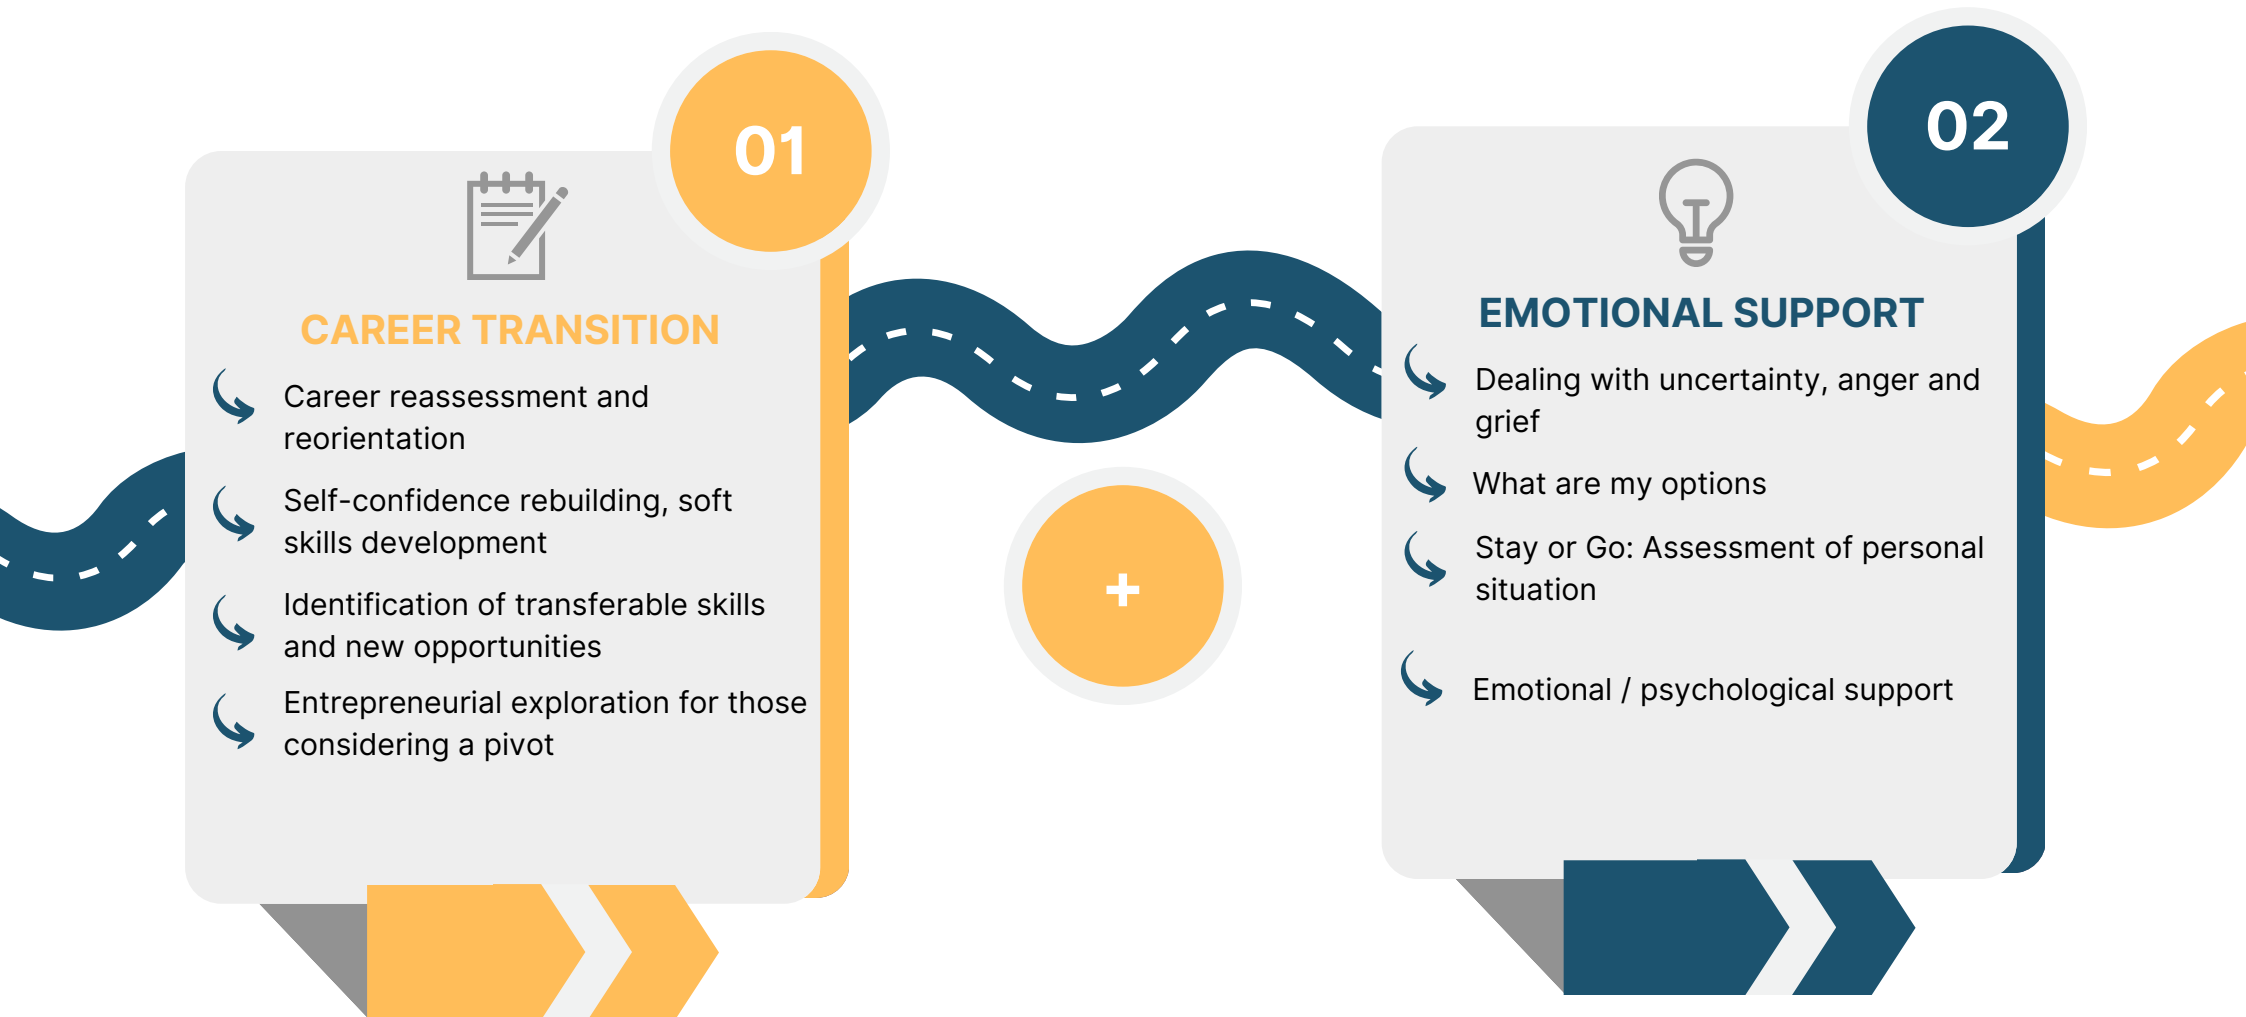 01
CAREER TRANSITION
Career reassessment and
reorientation
Self-confidence rebuilding, soft
skills development
Identification of transferable skills
and new opportunities
Entrepreneurial exploration for those
considering a pivot
+
02
EMOTIONAL SUPPORT
Dealing with uncertainty, anger and
grief
What are my options
Stay or Go: Assessment of personal
situation
Emotional / psychological support